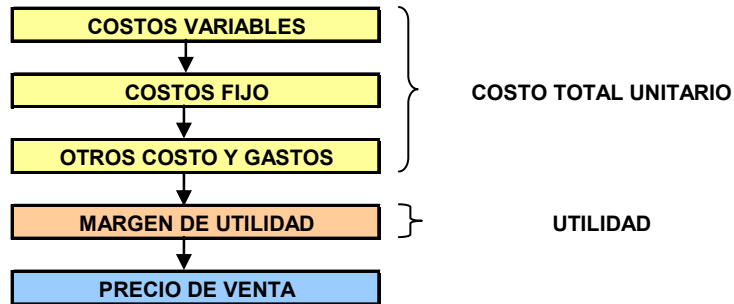 COSTOS VARIABLES
COSTOS FIJO
COSTO TOTAL UNITARIO
OTROS COSTO Y GASTOS
MARGEN DE UTILIDAD
UTILIDAD
PRECIO DE VENTA